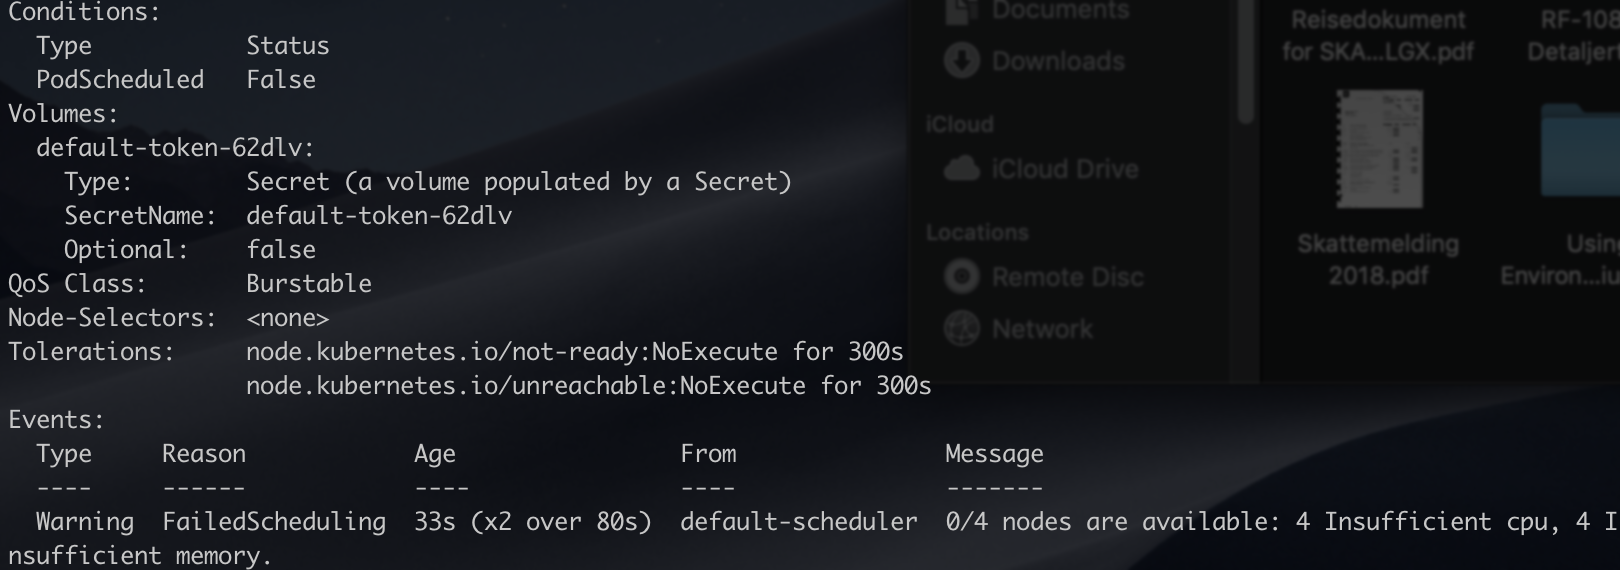 Conditions:
Type Status
PodScheduled False
Volumes:
default-token-62dlv:
Type: Secret (a volume populated by a Secret)
SecretName: default-token-62dlv
Optional: false
QoS Class: Burstable
Node-Selectors: <none>
Tolerations: node.kubernetes.io/not-ready:NoExecute for 300s
node.kubernetes.io/unreachable:NoExecute for 300s
Events:
Type Reason Age From Message
---- ------ ---- ---- -------
Warning FailedScheduling 33s (x2 over 80s) default-scheduler 0/4 nodes are available: 4 Insufficient cpu, 4 I
nsufficient memory.
Documents
Downloads
iCloud
iCloud Drive
Locations
Remote Disc
Network
Reisedokument
for SKA...LGX.pdf
RF-108
Detaljert
Skattemelding
2018.pdf
Using
Environ...iu